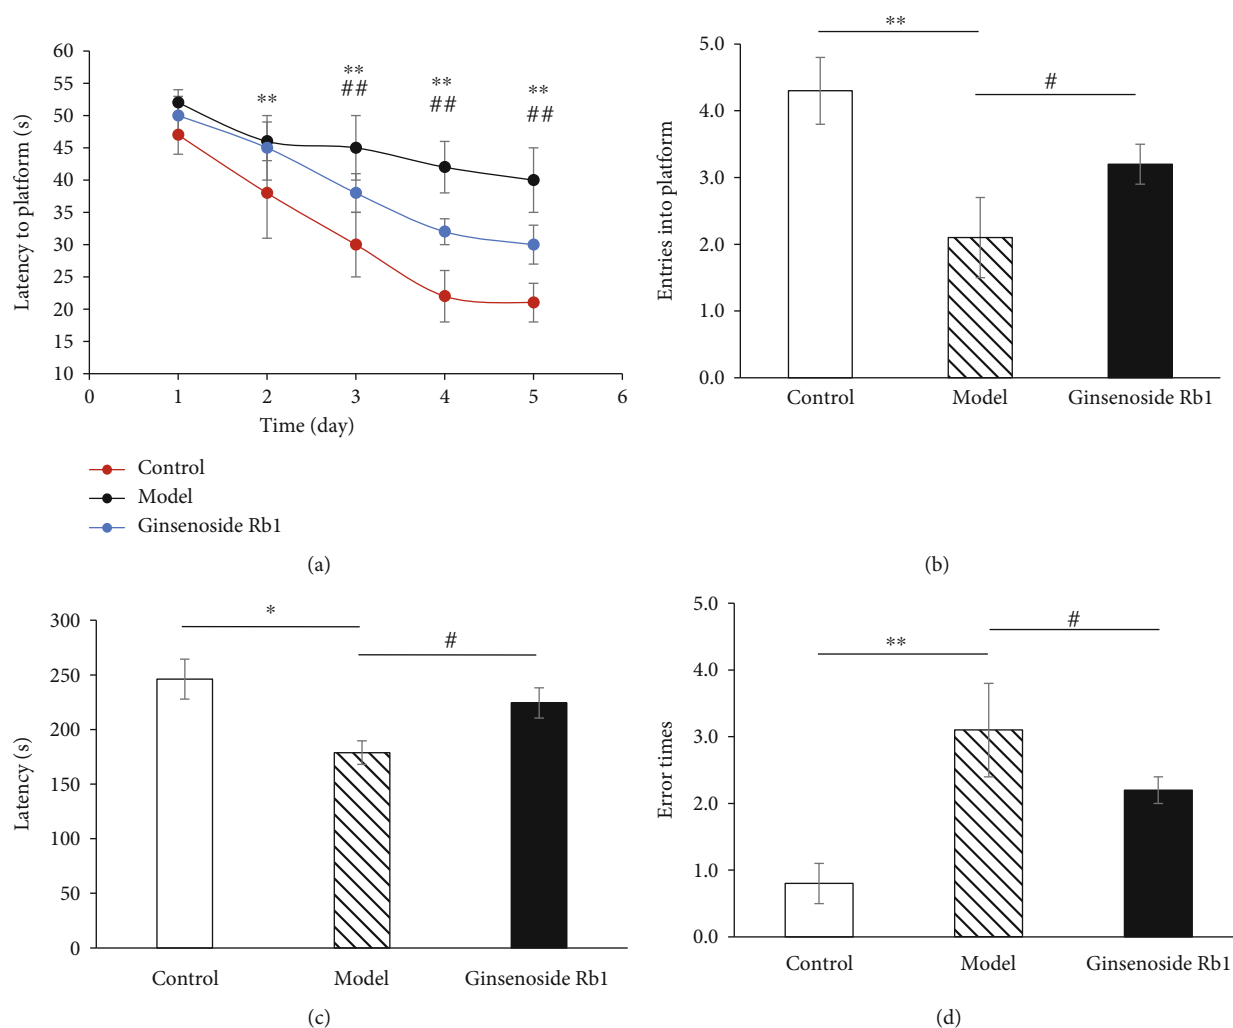 Latency to platform (s)
60
55
50
45
40
35
30
25
20
15
10
**
**
##
**
##
**
##
0 1 2 3 4 5 6
Time (day)
Control
Model
Ginsenoside Rb1
(a)
Entries into platform
5.0
4.0
3.0
2.0
1.0
0.0
**
#
Control Model Ginsenoside Rb1
(b)
Latency (s)
300
250
200
150
100
50
0
*
#
Control Model Ginsenoside Rb1
(c)
Error times
5.0
4.0
3.0
2.0
1.0
0.0
**
#
Control Model Ginsenoside Rb1
(d)